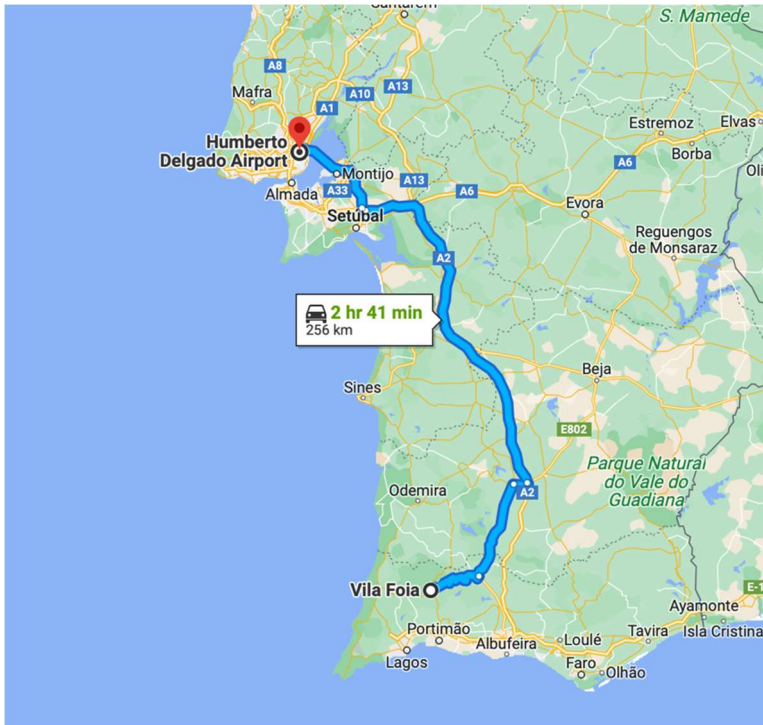 Santarém
S. Mamede
A8
A13
A10
Mafra
A1
Estremoz
Elvas
Humberto
Delgado Airport
Borba
A6
Montijo
A13
A33
A6
Almada
Evora
Setúbal
Reguengos
de Monsaraz
A2
2 hr 41 min
256 km
Beja
Sines
E802
Parque Natural
do Vale do
Guadiana
Odemira
A2
Vila Foia
E-1
Ayamonte
Isla Cristina
Portimão
Albufeira
Loulé
Tavira
Lagos
Faro
Olhão